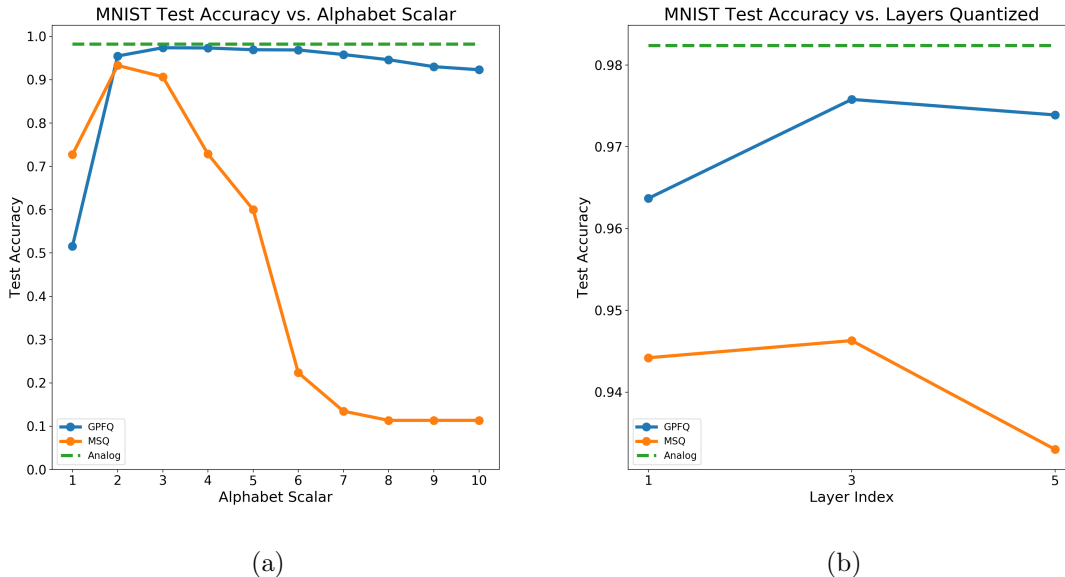 MNIST Test Accuracy vs. Alphabet Scalar
1.0
0.9
0.8
0.7
0.6
0.5
0.4
0.3
0.2
0.1
0.0
Test Accuracy
GPFQ
MSQ
Analog
1 2 3 4 5 6 7 8 9 10
Alphabet Scalar
(a)
MNIST Test Accuracy vs. Layers Quantized
0.98
0.97
0.96
0.95
0.94
Test Accuracy
GPFQ
MSQ
Analog
1 3 5
Layer Index
(b)